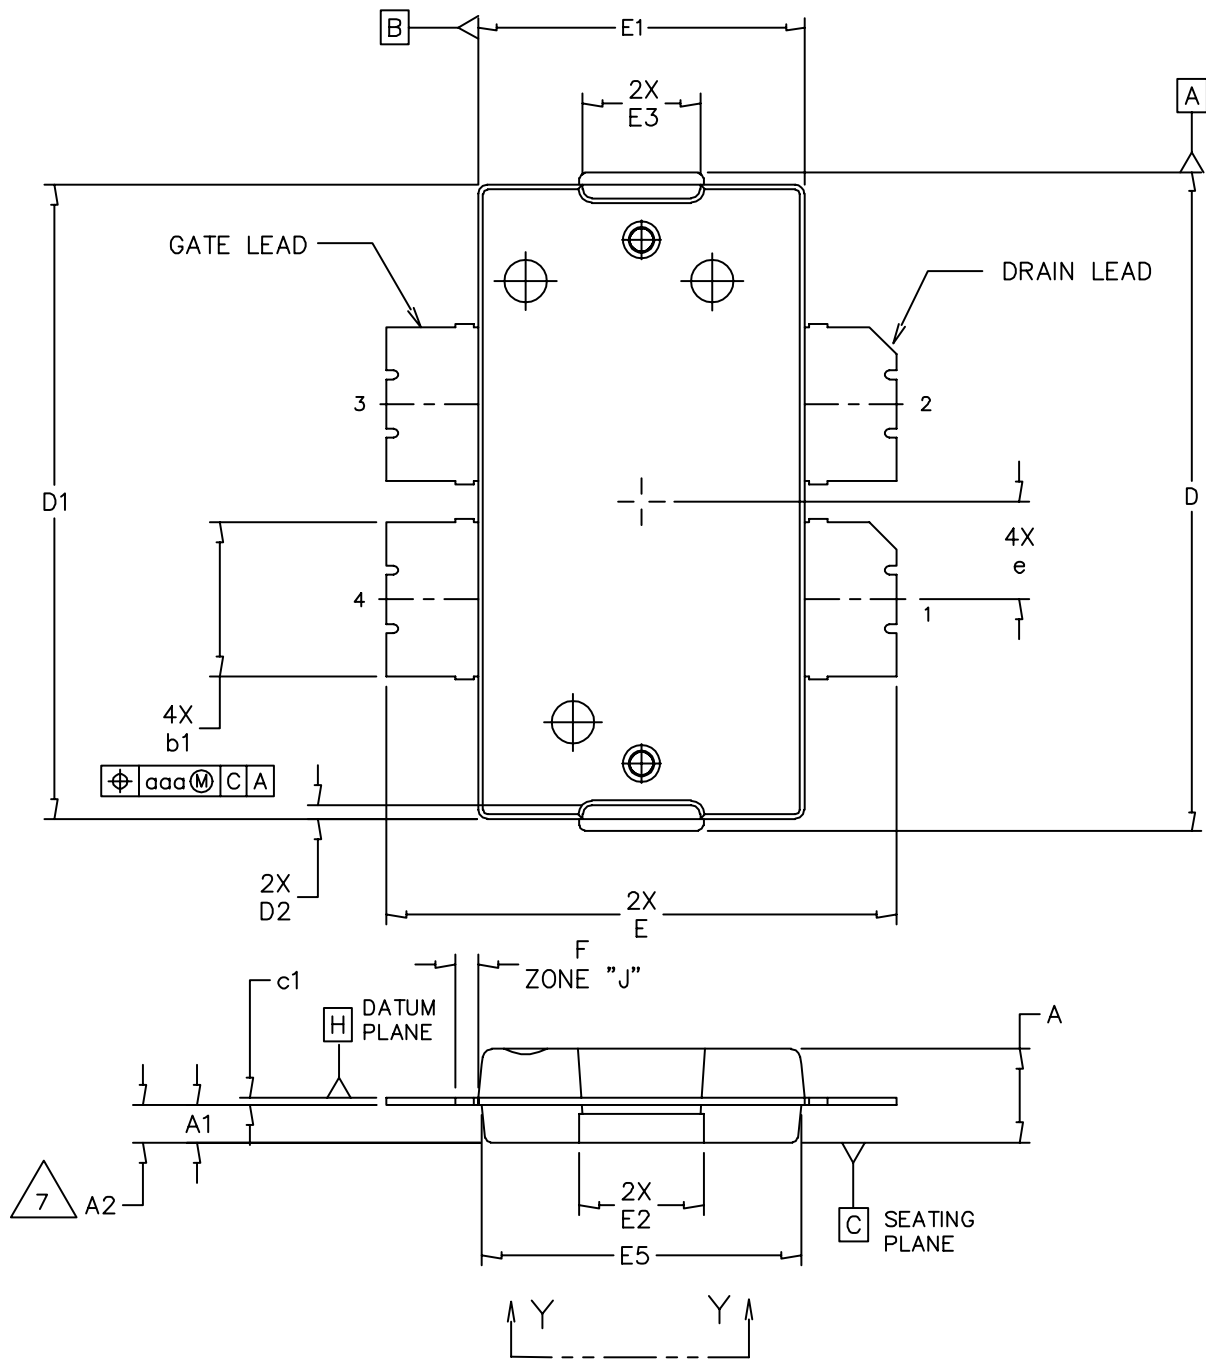 B
E1
2X
E3
A
GATE LEAD
DRAIN LEAD
3
2
D1
D
4X
e
4
1
4X
b1
⌖ aaa Ⓜ C A
2X
D2
2X
E
F
ZONE "J"
c1
H
DATUM
PLANE
A
A1
7
A2
2X
E2
C
SEATING
PLANE
E5
Y
Y